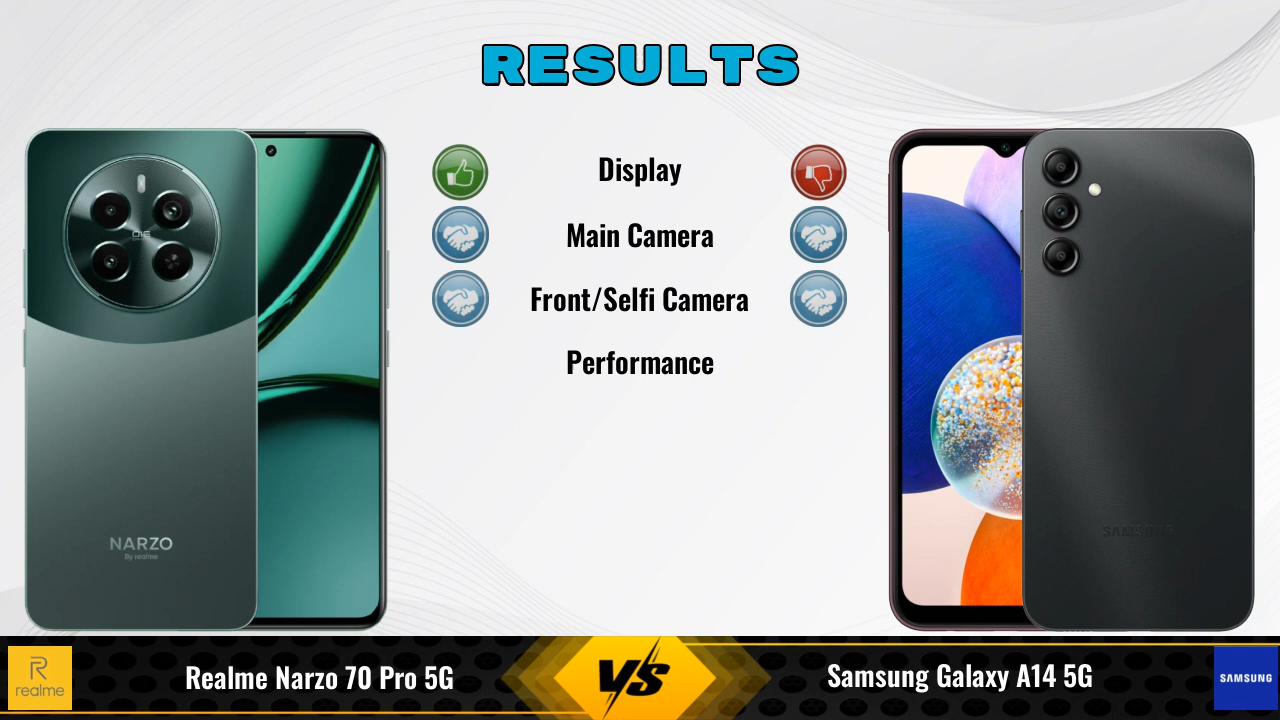 RESULTS
Display
Main Camera
Front/Selfi Camera
Performance
NARZO
By realme
SAMSUNG
realme
Realme Narzo 70 Pro 5G
VS
Samsung Galaxy A14 5G
SAMSUNG